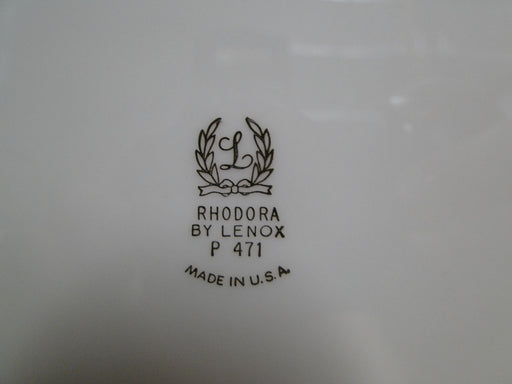 L
RHODORA
BY LENOX
P 471
MADE IN U.S.A.